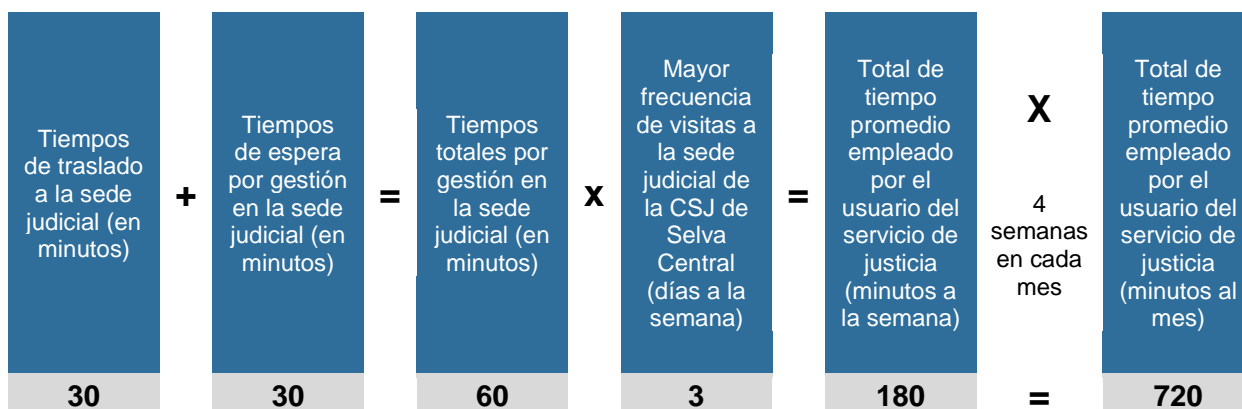 Tiempos
de traslado
a la sede
judicial (en
minutos)
30
+
Tiempos
de espera
por gestión
en la sede
judicial (en
minutos)
30
=
Tiempos
totales por
gestión en
la sede
judicial (en
minutos)
60
x
Mayor
frecuencia
de visitas a
la sede
judicial de
la CSJ de
Selva
Central
(días a la
semana)
3
=
Total de
tiempo
promedio
empleado
por el
usuario del
servicio de
justicia
(minutos a
la semana)
180
X
4
semanas
en cada
mes
=
Total de
tiempo
promedio
empleado
por el
usuario del
servicio de
justicia
(minutos al
mes)
720